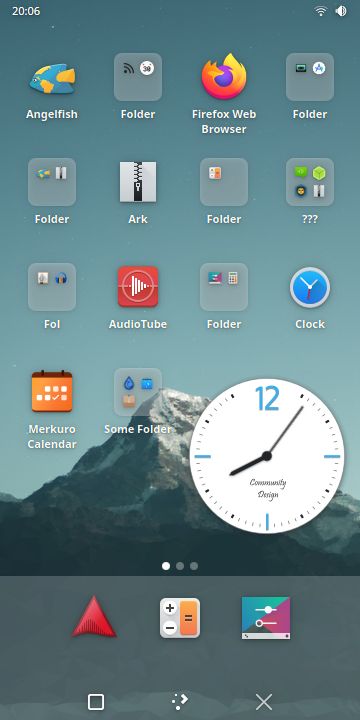 20:06
Angelfish
Folder
Firefox Web
Browser
Folder
Folder
Ark
Folder
???
Fol
AudioTube
Folder
Clock
Merkuro
Calendar
Some Folder
12
Community
Design